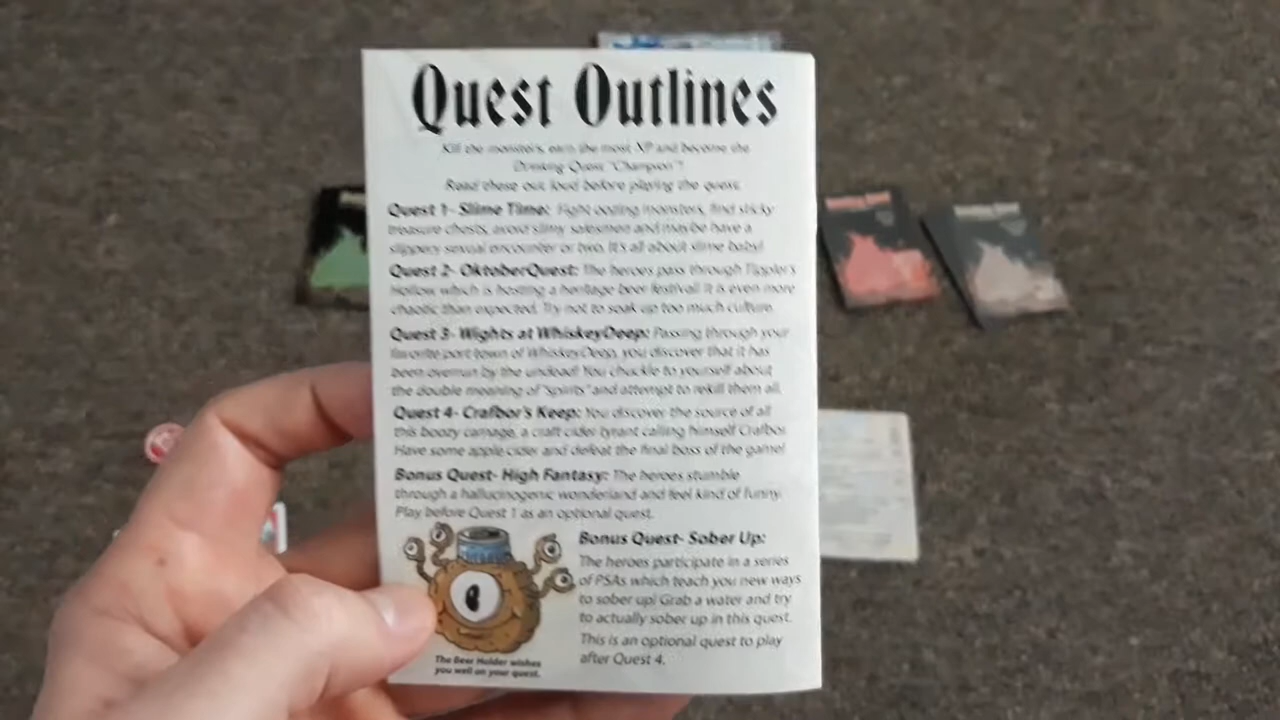 Quest Outlines
Kill the monsters, earn the most XP and become the
Drinking Quest "Champion"!
Read these out loud before playing the quest.
Quest 1- Slime Time: Fight oozing monsters, find sticky
treasure chests, avoid slimy salesmen and maybe have a
slippery sexual encounter or two. It's all about slime baby!
Quest 2- OktoberQuest: The heroes pass through Tippler's
Hollow which is hosting a heritage beer festival! It is even more
chaotic than expected. Try not to soak up too much culture.
Quest 3- Wights at WhiskeyDeep: Passing through your
favorite port town of WhiskeyDeep, you discover that it has
been overrun by the undead! You chuckle to yourself about
the double meaning of "spirits" and attempt to rekill them all.
Quest 4- Crafbor's Keep: You discover the source of all
this boozy carnage, a craft cider tyrant calling himself Crafbor.
Have some apple cider and defeat the final boss of the game!
Bonus Quest- High Fantasy: The heroes stumble
through a hallucinogenic wonderland and feel kind of funny.
Play before Quest 1 as an optional quest.
Bonus Quest- Sober Up:
The heroes participate in a series
of PSAs which teach you new ways
to sober up! Grab a water and try
to actually sober up in this quest.
This is an optional quest to play
after Quest 4.
The Beer Holder wishes
you well on your quest.